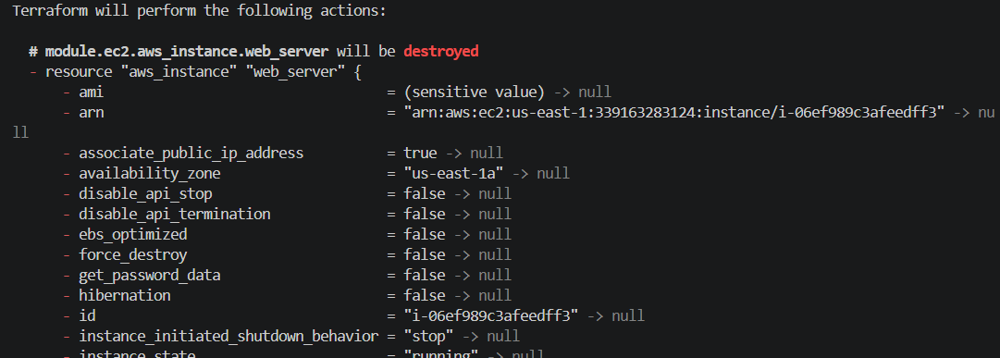 Terraform will perform the following actions:
# module.ec2.aws_instance.web_server will be destroyed
- resource "aws_instance" "web_server" {
- ami = (sensitive value) -> null
- arn = "arn:aws:ec2:us-east-1:339163283124:instance/i-06ef989c3afeedff3" -> nu
ll
- associate_public_ip_address = true -> null
- availability_zone = "us-east-1a" -> null
- disable_api_stop = false -> null
- disable_api_termination = false -> null
- ebs_optimized = false -> null
- force_destroy = false -> null
- get_password_data = false -> null
- hibernation = false -> null
- id = "i-06ef989c3afeedff3" -> null
- instance_initiated_shutdown_behavior = "stop" -> null
- instance_state = "running" -> null